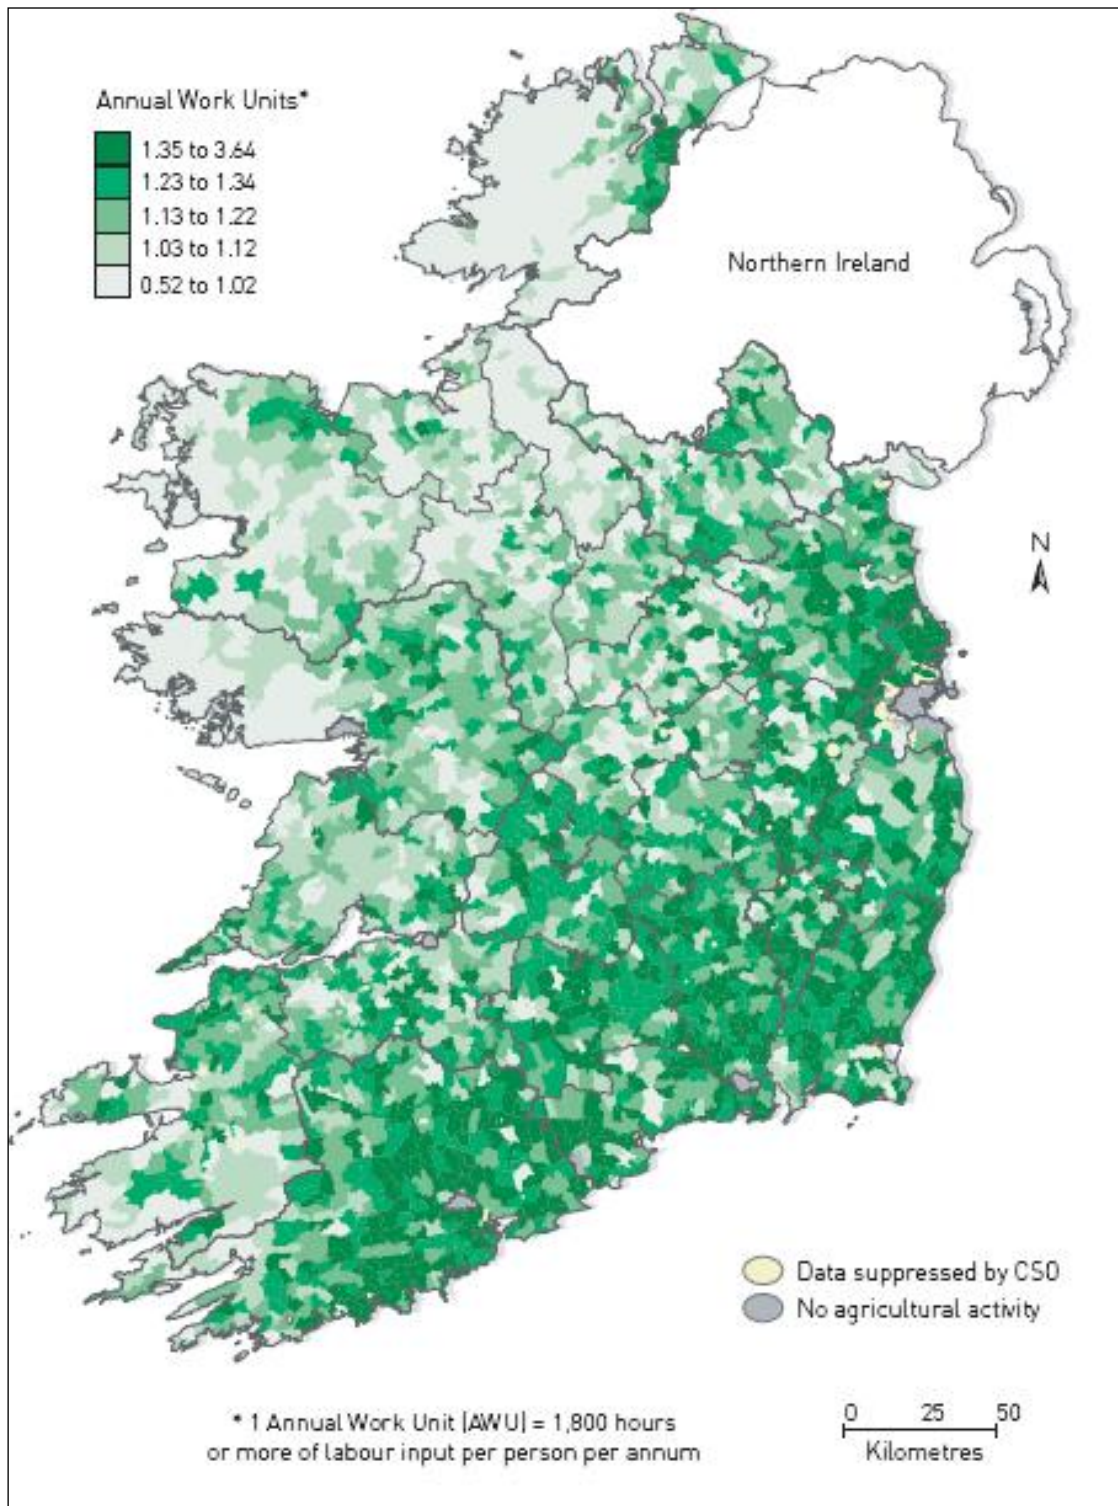 Annual Work Units*
1.35 to 3.64
1.23 to 1.34
1.13 to 1.22
1.03 to 1.12
0.52 to 1.02
Northern Ireland
N
Data suppressed by CSO
No agricultural activity
* 1 Annual Work Unit (AWU) = 1,800 hours
or more of labour input per person per annum
0 25 50
Kilometres